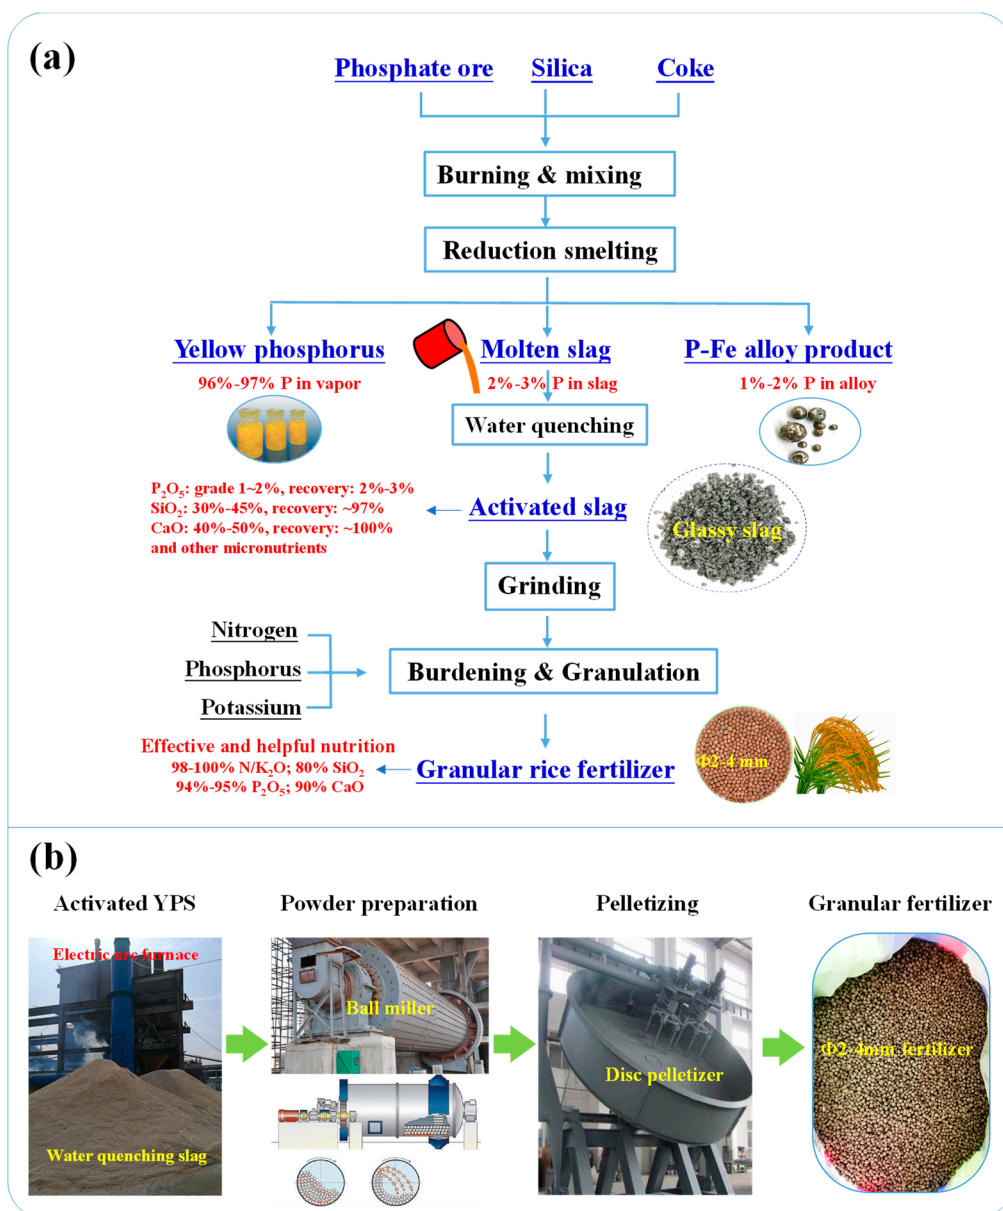 (a)
Phosphate ore
Silica
Coke
Burning & mixing
Reduction smelting
Yellow phosphorus
Molten slag
P-Fe alloy product
96%-97% P in vapor
2%-3% P in slag
1%-2% P in alloy
Water quenching
P₂O₅: grade 1~2%, recovery: 2%-3%
SiO₂: 30%-45%, recovery: ~97%
CaO: 40%-50%, recovery: ~100%
and other micronutrients
Activated slag
Glassy slag
Grinding
Nitrogen
Phosphorus
Potassium
Burdening & Granulation
Effective and helpful nutrition
98-100% N/K₂O; 80% SiO₂
94%-95% P₂O₅; 90% CaO
Granular rice fertilizer
Φ2-4 mm
(b)
Activated YPS
Powder preparation
Pelletizing
Granular fertilizer
Electric arc furnace
Water quenching slag
Ball miller
Disc pelletizer
Φ2-4mm fertilizer